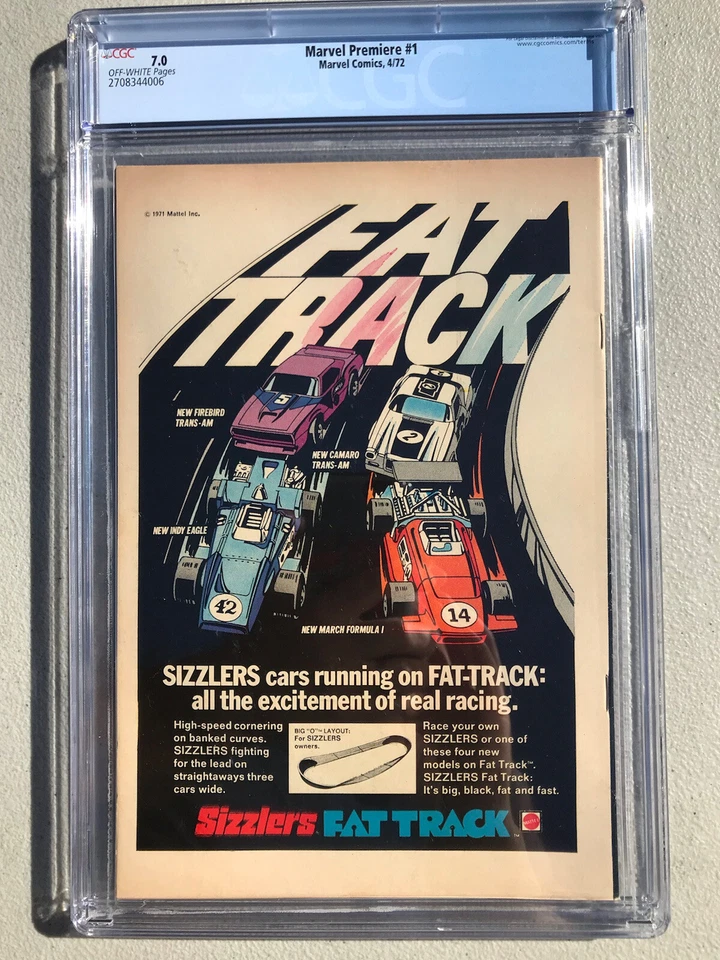 CGC
7.0
OFF-WHITE Pages
2708344006
Marvel Premiere #1
Marvel Comics, 4/72
CGC
© 1971 Mattel Inc.
FAT
TRACK
5
NEW FIREBIRD
TRANS-AM
2
NEW CAMARO
TRANS-AM
NEW INDY EAGLE
42
14
NEW MARCH FORMULA I
SIZZLERS cars running on FAT-TRACK:
all the excitement of real racing.
High-speed cornering
on banked curves.
SIZZLERS fighting
for the lead on
straightaways three
cars wide.
BIG "O"™ LAYOUT:
For SIZZLERS
owners.
Race your own
SIZZLERS or one of
these four new
models on Fat Track™.
SIZZLERS Fat Track:
It's big, black, fat and fast.
Sizzlers FAT TRACK™